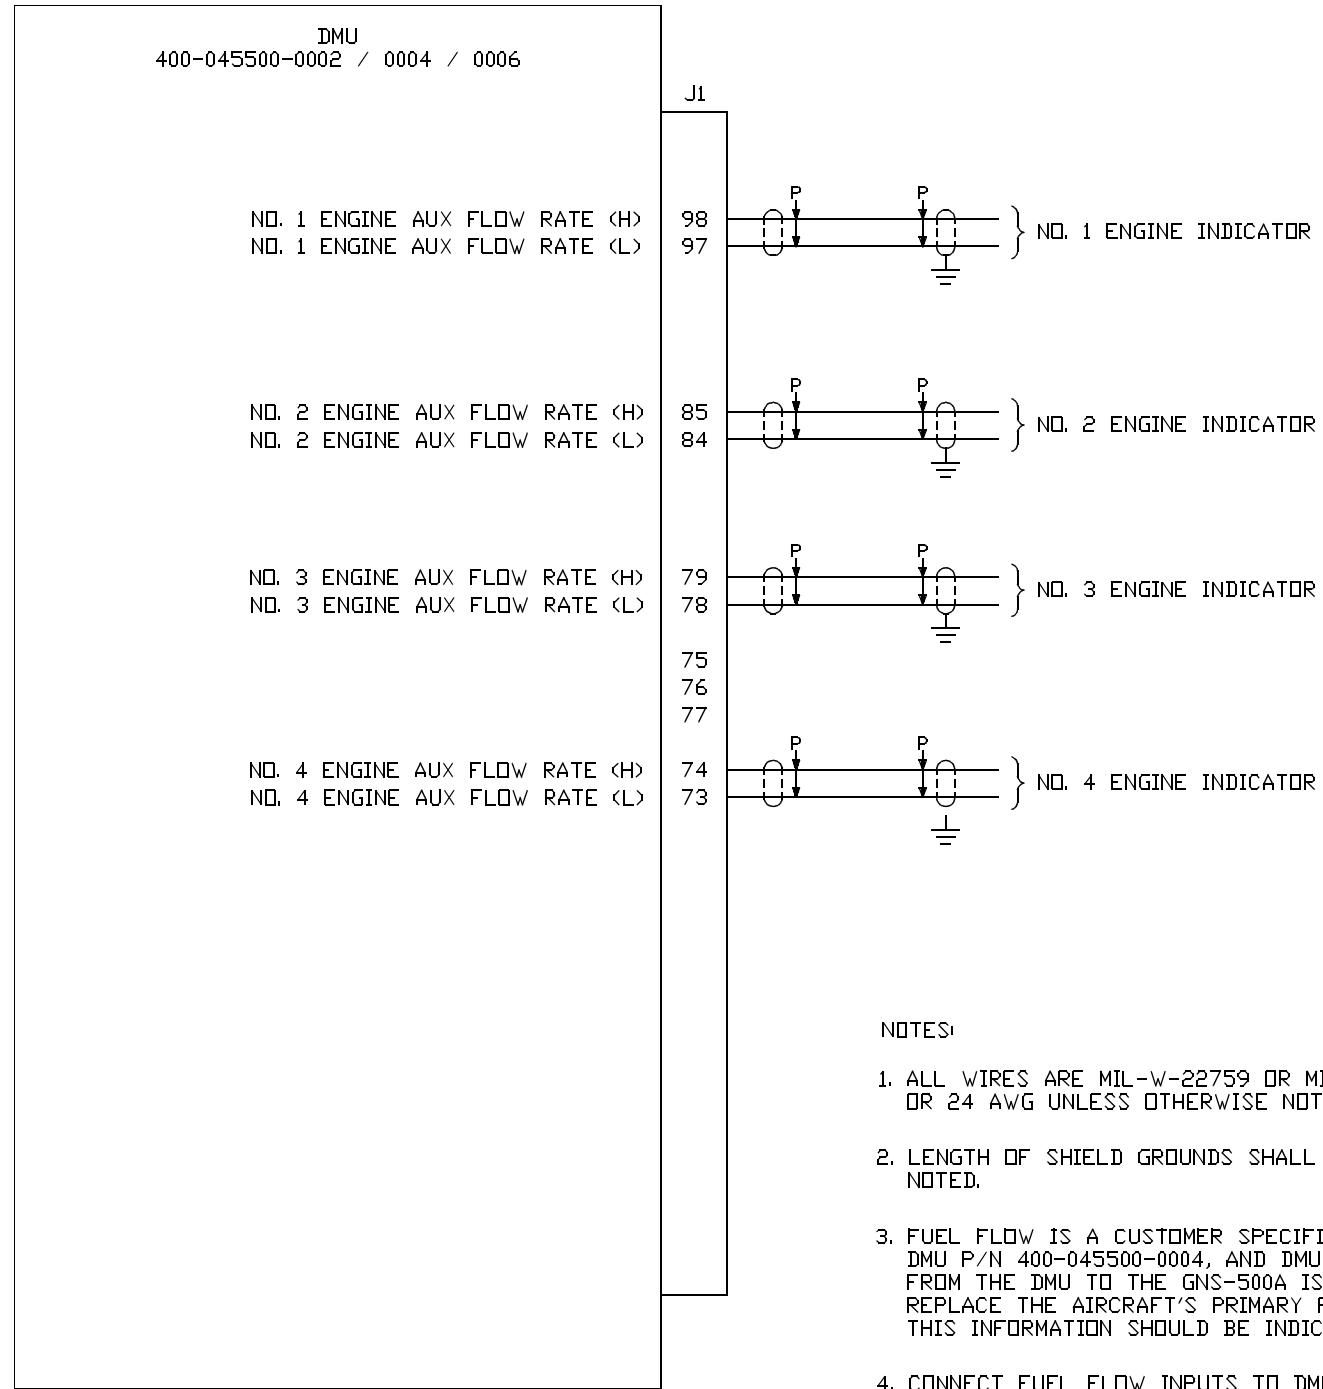 DMU
400-045500-0002 / 0004 / 0006
J1
P P
NO. 1 ENGINE AUX FLOW RATE (H) 98
NO. 1 ENGINE AUX FLOW RATE (L) 97
NO. 1 ENGINE INDICATOR
P P
NO. 2 ENGINE AUX FLOW RATE (H) 85
NO. 2 ENGINE AUX FLOW RATE (L) 84
NO. 2 ENGINE INDICATOR
P P
NO. 3 ENGINE AUX FLOW RATE (H) 79
NO. 3 ENGINE AUX FLOW RATE (L) 78
NO. 3 ENGINE INDICATOR
75
76
77
P P
NO. 4 ENGINE AUX FLOW RATE (H) 74
NO. 4 ENGINE AUX FLOW RATE (L) 73
NO. 4 ENGINE INDICATOR
NOTES:
1. ALL WIRES ARE MIL-W-22759 OR MI
OR 24 AWG UNLESS OTHERWISE NOT
2. LENGTH OF SHIELD GROUNDS SHALL
NOTED.
3. FUEL FLOW IS A CUSTOMER SPECIFI
DMU P/N 400-045500-0004, AND DMU
FROM THE DMU TO THE GNS-500A IS
REPLACE THE AIRCRAFT'S PRIMARY F
THIS INFORMATION SHOULD BE INDIC
4. CONNECT FUEL FLOW INPUTS TO DMU